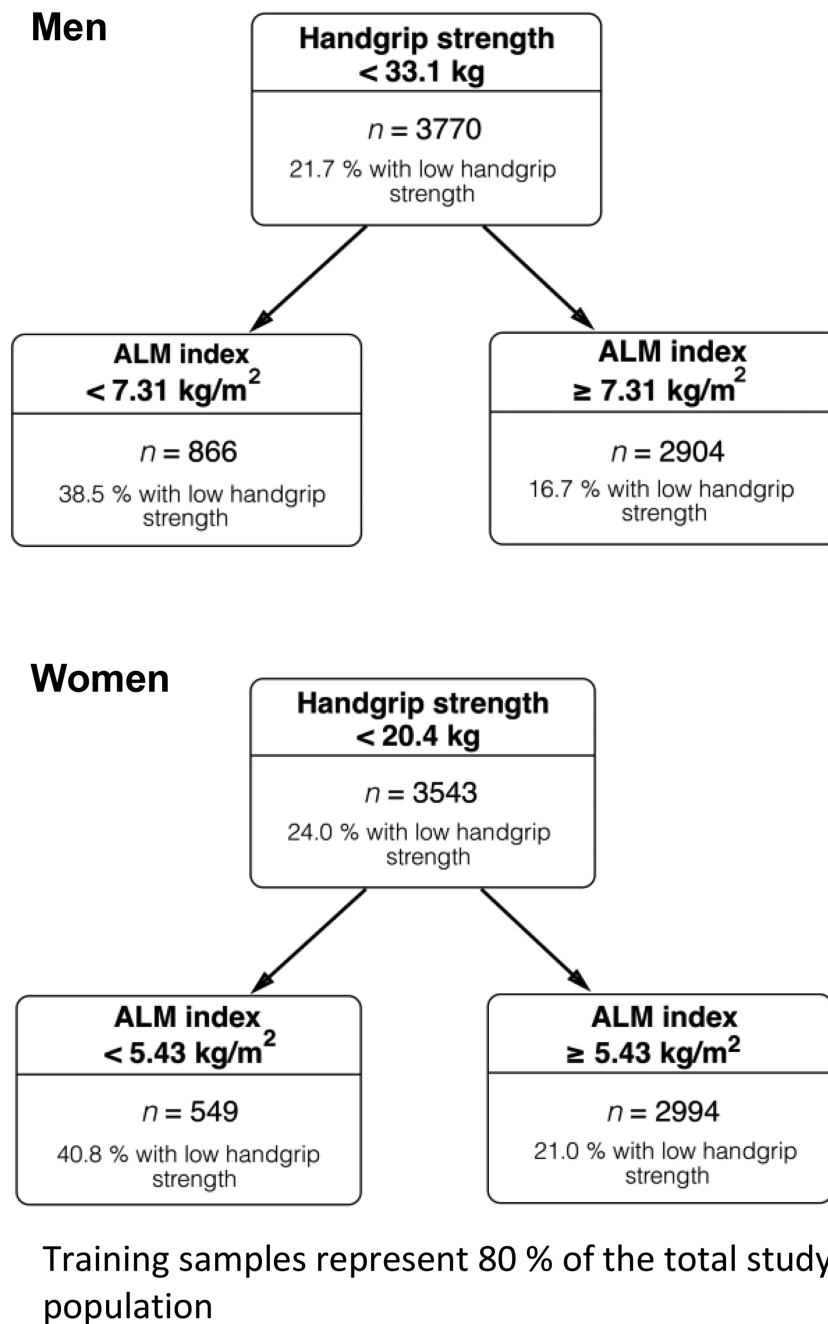 Men
Handgrip strength
< 33.1 kg
n = 3770
21.7 % with low handgrip
strength
ALM index
< 7.31 kg/m²
n = 866
38.5 % with low handgrip
strength
ALM index
≥ 7.31 kg/m²
n = 2904
16.7 % with low handgrip
strength
Women
Handgrip strength
< 20.4 kg
n = 3543
24.0 % with low handgrip
strength
ALM index
< 5.43 kg/m²
n = 549
40.8 % with low handgrip
strength
ALM index
≥ 5.43 kg/m²
n = 2994
21.0 % with low handgrip
strength
Training samples represent 80 % of the total study
population